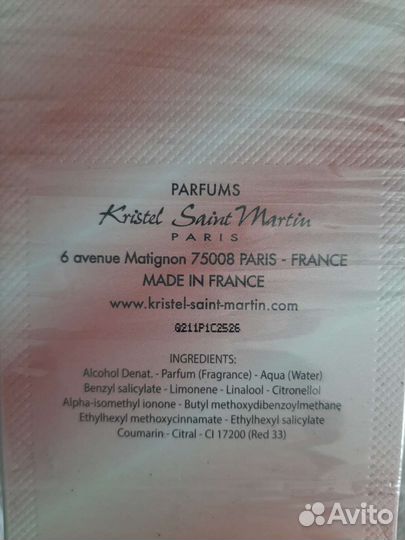 PARFUMS
Kristel Saint Martin
PARIS
6 avenue Matignon 75008 PARIS - FRANCE
MADE IN FRANCE
www.kristel-saint-martin.com
Q211P1C2526
INGREDIENTS:
Alcohol Denat. - Parfum (Fragrance) - Aqua (Water)
Benzyl salicylate - Limonene - Linalool - Citronellol
Alpha-isomethyl ionone - Butyl methoxydibenzoylmethane
Ethylhexyl methoxycinnamate - Ethylhexyl salicylate
Coumarin - Citral - CI 17200 (Red 33)
Avito